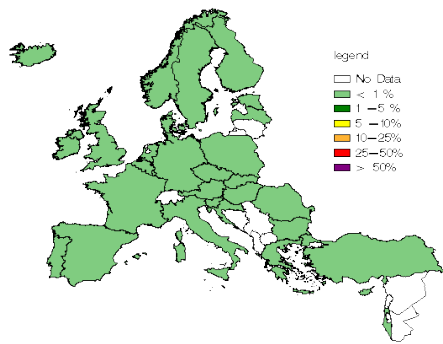 legend
No Data
< 1 %
1 –5 %
5 –10%
10–25%
25–50%
> 50%